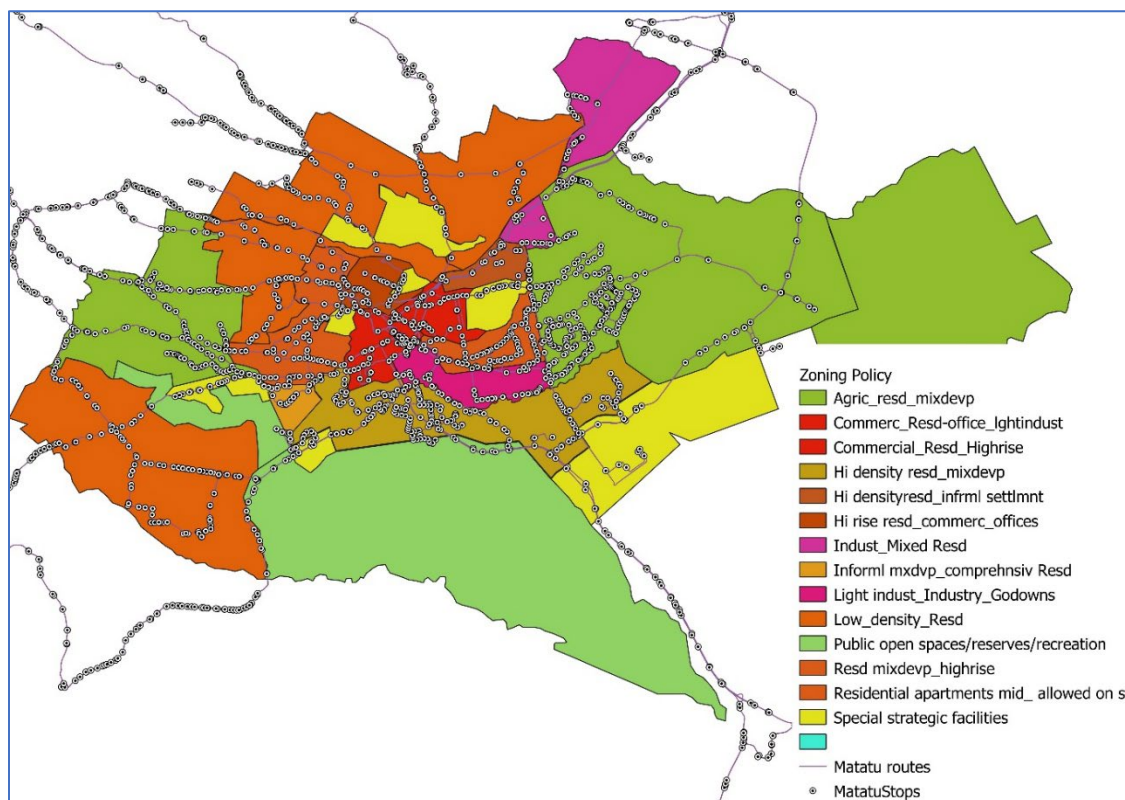 Zoning Policy
Agric_resd_mixdevp
Commerc_Resd-office_lghtindust
Commercial_Resd_Highrise
Hi density resd_mixdevp
Hi densityresd_infrml settlmnt
Hi rise resd_commerc_offices
Indust_Mixed Resd
Informl mxdvp_comprehnsiv Resd
Light indust_Industry_Godowns
Low_density_Resd
Public open spaces/reserves/recreation
Resd mixdevp_highrise
Residential apartments mid_ allowed on s
Special strategic facilities
Matatu routes
MatatuStops